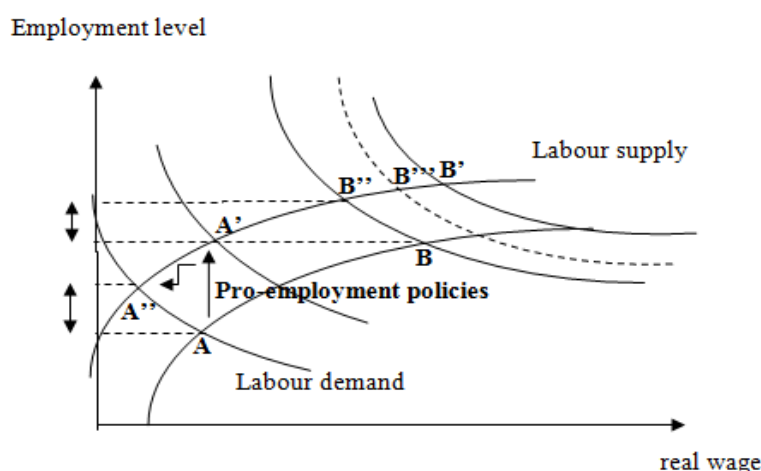 Employment level
Labour supply
B’’
B’’’
B’
A’
B
Pro-employment policies
A’’
A
Labour demand
real wage